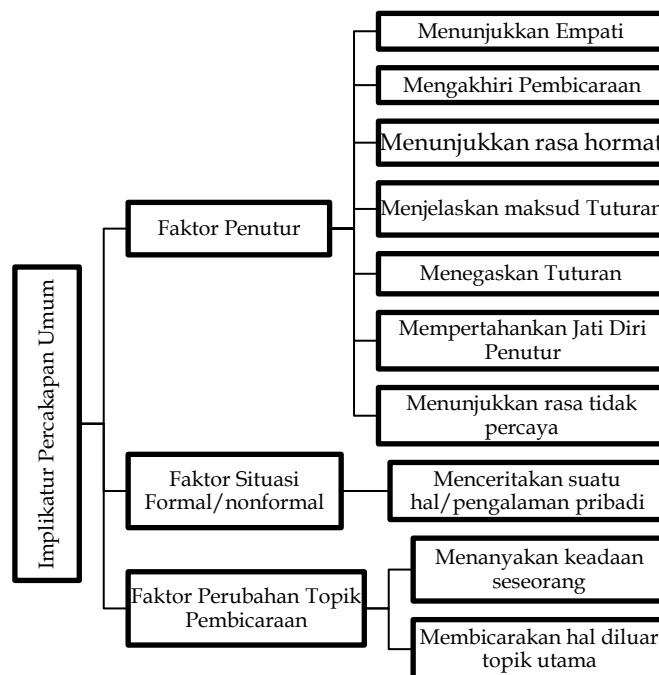 Implikatur Percakapan Umum
Faktor Penutur
Menunjukkan Empati
Mengakhiri Pembicaraan
Menunjukkan rasa hormat
Menjelaskan maksud Tuturan
Menegaskan Tuturan
Mempertahankan Jati Diri
Penutur
Menunjukkan rasa tidak
percaya
Faktor Situasi
Formal/nonformal
Menceritakan suatu
hal/pengalaman pribadi
Faktor Perubahan Topik
Pembicaraan
Menanyakan keadaan
seseorang
Membicarakan hal diluar
topik utama